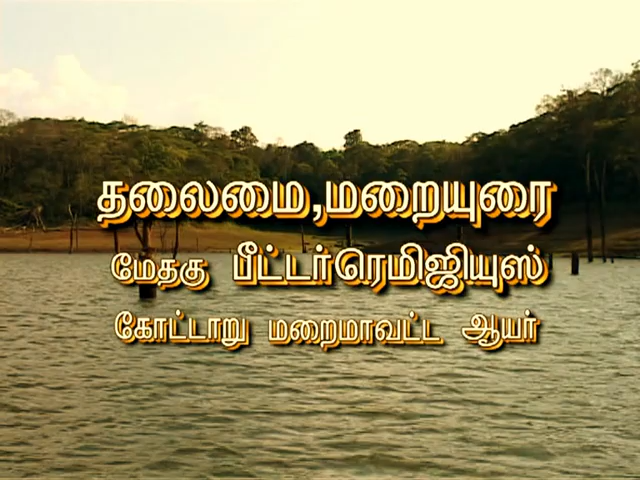 தலைமை,மறையுரை
மேதகு பீட்டர்ரெமிஜியுஸ்
கோட்டாறு மறைமாவட்ட ஆயர்